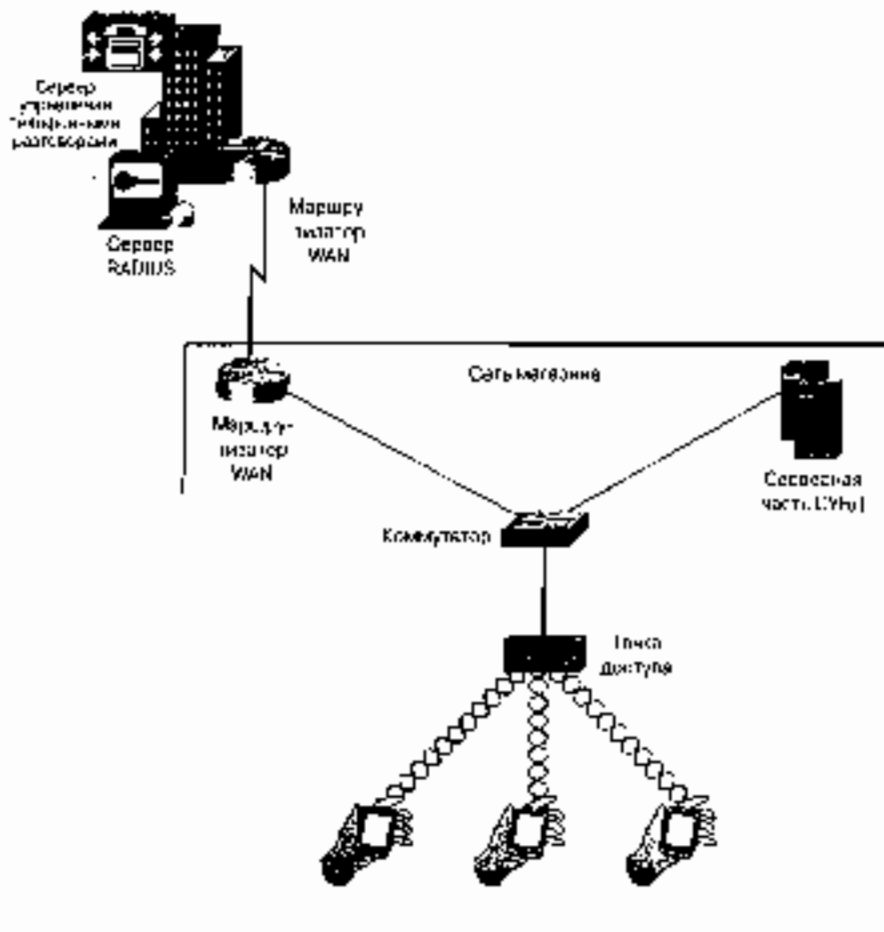 Сервер
управления
телефонными
разговорами
Сервер
RADIUS
Маршру-
тизатор
WAN
Сеть магазина
Маршру-
тизатор
WAN
Серверная
часть СУБД
Коммутатор
Точка
доступа